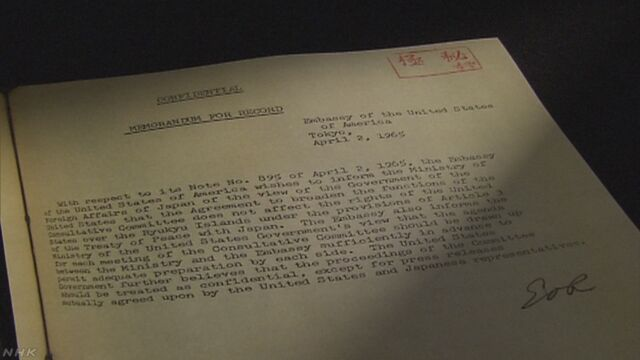 CONFIDENTIAL
極秘
MEMORANDUM FOR RECORD
Embassy of the United States
of America
Tokyo,
April 2, 1965
With respect to its Note No. 895 of April 2, 1965, the Embassy
of the United States of America wishes to inform the Ministry of
Foreign Affairs of Japan of the view of the Government of the
United States that the Agreement to broaden the functions of the
Consultative Committee does not affect the rights of the United
States over the Ryukyu Islands under the provisions of Article 3
of the Treaty of Peace with Japan. The Embassy also informs the
Ministry of the United States Government's view that the agenda
for each meeting of the Consultative Committee should be drawn up
between the Ministry and the Embassy sufficiently in advance to
permit adequate preparation by each side. The United States
Government further believes that the proceedings of the Committee
should be treated as confidential, except for press releases
mutually agreed upon by the United States and Japanese representatives.
EOR
NHK